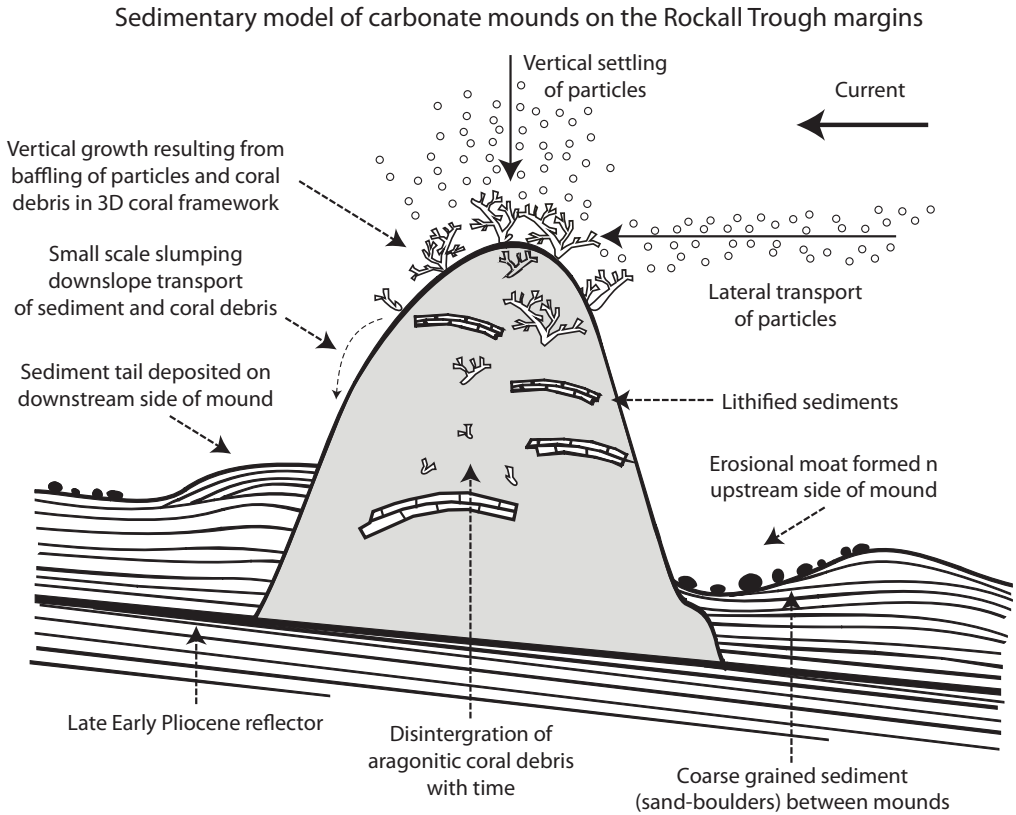 Sedimentary model of carbonate mounds on the Rockall Trough margins
Vertical settling
of particles
Current
Vertical growth resulting from
baffling of particles and coral
debris in 3D coral framework
Small scale slumping
downslope transport
of sediment and coral debris
Lateral transport
of particles
Sediment tail deposited on
downstream side of mound
Lithified sediments
Erosional moat formed n
upstream side of mound
Late Early Pliocene reflector
Disintergration of
aragonitic coral debris
with time
Coarse grained sediment
(sand-boulders) between mounds